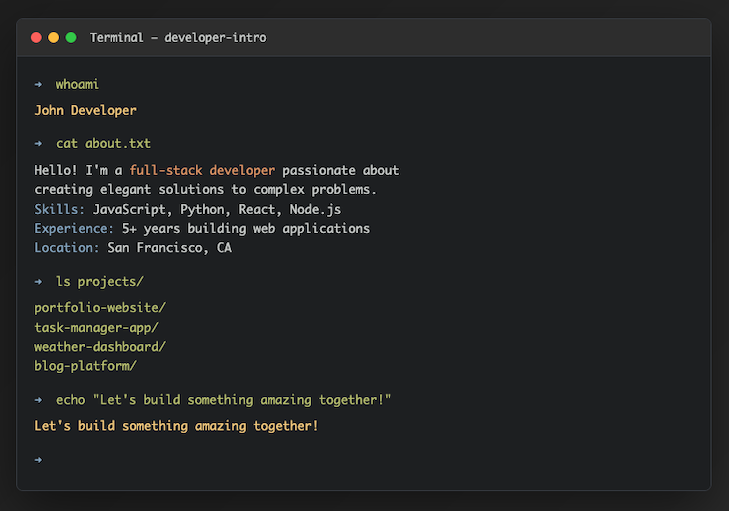 Terminal — developer-intro
➜ whoami
John Developer
➜ cat about.txt
Hello! I'm a full-stack developer passionate about
creating elegant solutions to complex problems.
Skills: JavaScript, Python, React, Node.js
Experience: 5+ years building web applications
Location: San Francisco, CA
➜ ls projects/
portfolio-website/
task-manager-app/
weather-dashboard/
blog-platform/
➜ echo "Let's build something amazing together!"
Let's build something amazing together!
➜